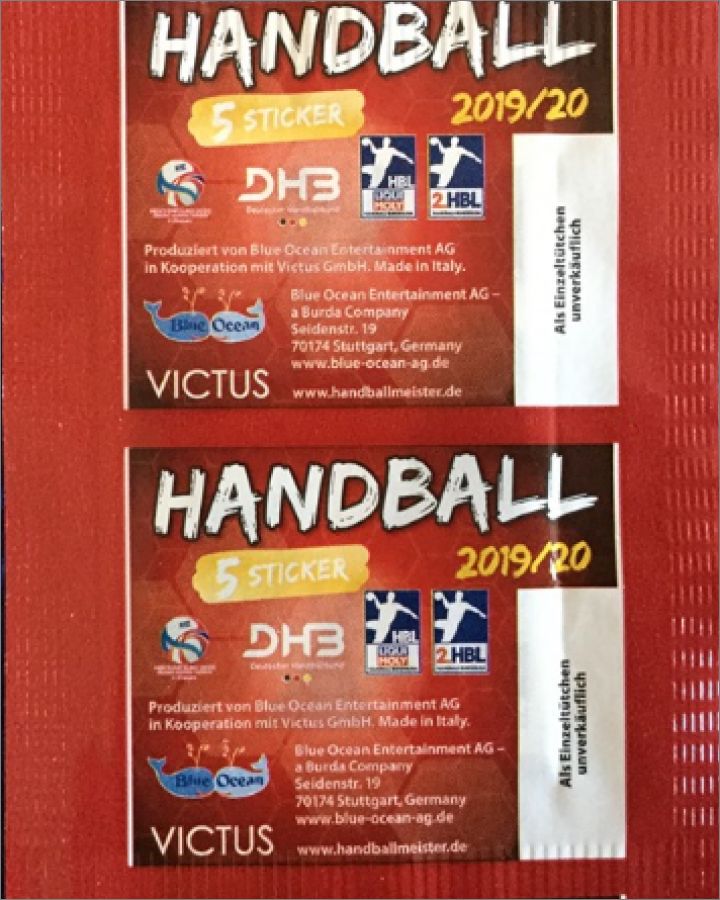 HANDBALL
5 STICKER
2019/20
DHB
Deutscher Handballbund
HBL
LIQUI
MOLY
2.HBL
Produziert von Blue Ocean Entertainment AG
in Kooperation mit Victus GmbH. Made in Italy.
Blue Ocean
Blue Ocean Entertainment AG –
a Burda Company
Seidenstr. 19
70174 Stuttgart, Germany
www.blue-ocean-ag.de
VICTUS
www.handballmeister.de
Als Einzeltütchen
unverkäuflich
HANDBALL
5 STICKER
2019/20
DHB
Deutscher Handballbund
HBL
LIQUI
MOLY
2.HBL
Produziert von Blue Ocean Entertainment AG
in Kooperation mit Victus GmbH. Made in Italy.
Blue Ocean
Blue Ocean Entertainment AG –
a Burda Company
Seidenstr. 19
70174 Stuttgart, Germany
www.blue-ocean-ag.de
VICTUS
www.handballmeister.de
Als Einzeltütchen
unverkäuflich